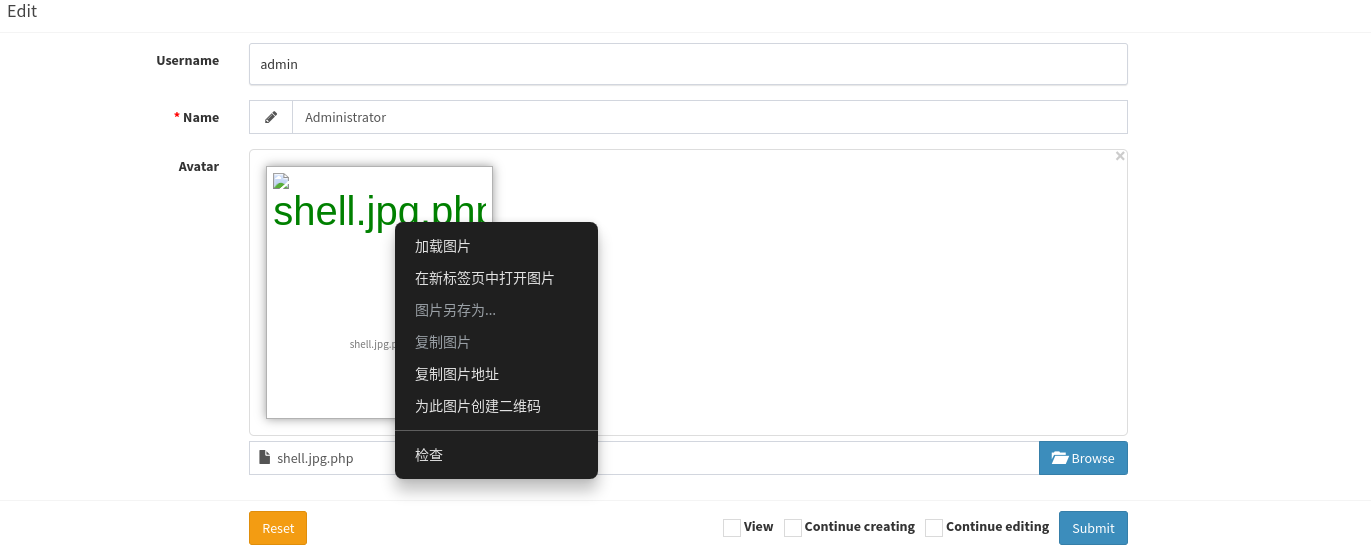 Edit
Username
admin
* Name
Administrator
Avatar
×
shell.jpg.php
加载图片
在新标签页中打开图片
图片另存为...
复制图片
shell.jpg.p
复制图片地址
为此图片创建二维码
检查
shell.jpg.php
Browse
Reset
View
Continue creating
Continue editing
Submit